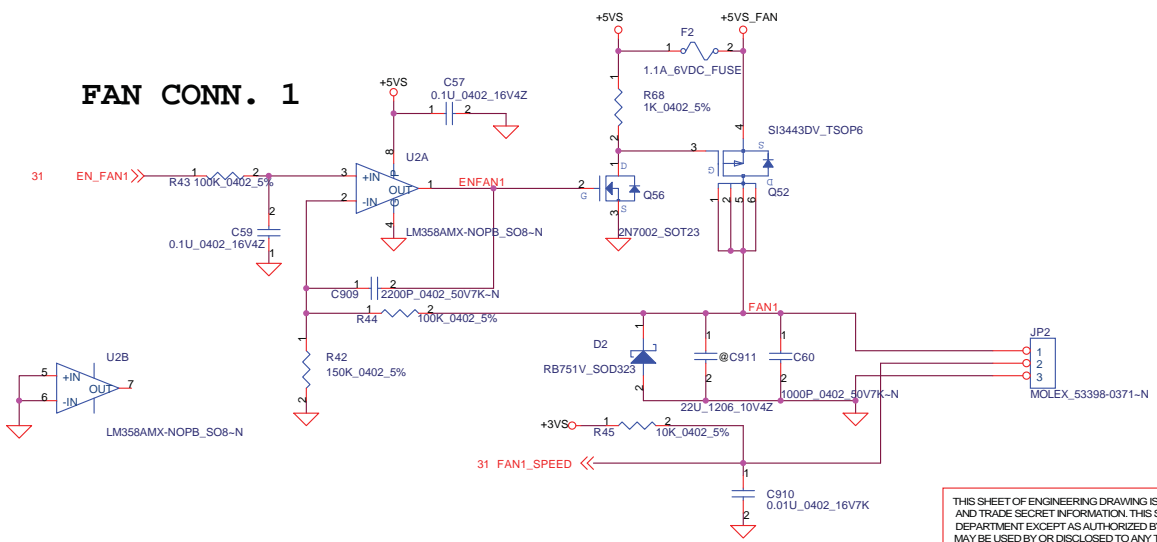 +5VS
+5VS_FAN
F2
1
2
1.1A_6VDC_FUSE
FAN CONN. 1
+5VS
C57
0.1U_0402_16V4Z
1
2
1
R68
1K_0402_5%
2
4
SI3443DV_TSOP6
8
U2A
P
3
S
G
D
Q52
31
EN_FAN1
1
2
R43
100K_0402_5%
3
+IN
2
-IN
OUT
1
G
4
ENFAN1
2
G
1
D
S
3
Q56
2N7002_SOT23
1
2
5
6
LM358AMX-NOPB_SO8~N
2
C59
0.1U_0402_16V4Z
1
1
2
C909
2200P_0402_50V7K~N
1
2
R44
100K_0402_5%
FAN1
1
R42
150K_0402_5%
2
U2B
5
+IN
6
-IN
OUT
7
LM358AMX-NOPB_SO8~N
1
D2
RB751V_SOD323
2
1
@C911
2
22U_1206_10V4Z
1
C60
2
1000P_0402_50V7K~N
JP2
1
2
3
MOLEX_53398-0371~N
+3VS
1
2
R45
10K_0402_5%
31 FAN1_SPEED
1
C910
0.01U_0402_16V7K
2
THIS SHEET OF ENGINEERING DRAWING IS
AND TRADE SECRET INFORMATION. THIS S
DEPARTMENT EXCEPT AS AUTHORIZED BY
MAY BE USED BY OR DISCLOSED TO ANY T